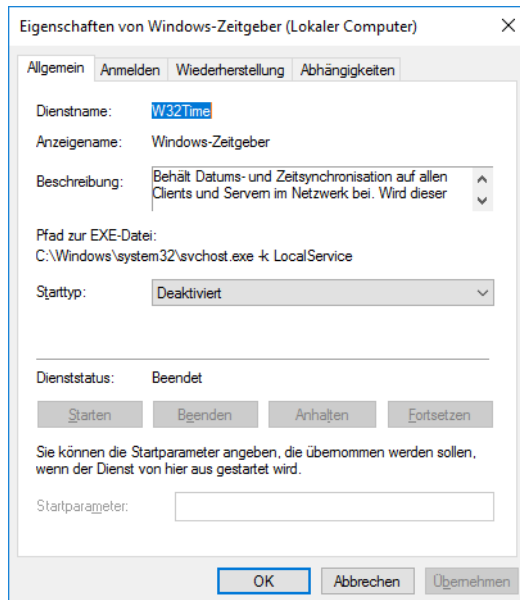 Eigenschaften von Windows-Zeitgeber (Lokaler Computer)
Allgemein Anmelden Wiederherstellung Abhängigkeiten
Dienstname: W32Time
Anzeigename: Windows-Zeitgeber
Beschreibung: Behält Datums- und Zeitsynchronisation auf allen
Clients und Servern im Netzwerk bei. Wird dieser
Pfad zur EXE-Datei:
C:\Windows\system32\svchost.exe -k LocalService
Starttyp: Deaktiviert
Dienststatus: Beendet
Starten Beenden Anhalten Fortsetzen
Sie können die Startparameter angeben, die übernommen werden sollen,
wenn der Dienst von hier aus gestartet wird.
Startparameter:
OK Abbrechen Übernehmen